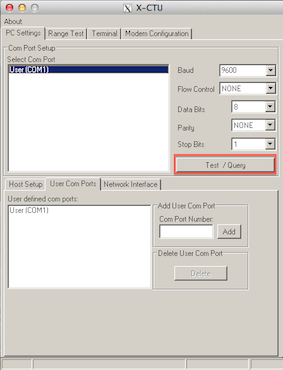 X-CTU
About
PC Settings Range Test Terminal Modem Configuration
Com Port Setup
Select Com Port
User (COM1)
Baud 9600
Flow Control NONE
Data Bits 8
Parity NONE
Stop Bits 1
Test / Query
Host Setup User Com Ports Network Interface
User defined com ports:
User (COM1)
Add User Com Port
Com Port Number:
Add
Delete User Com Port
Delete